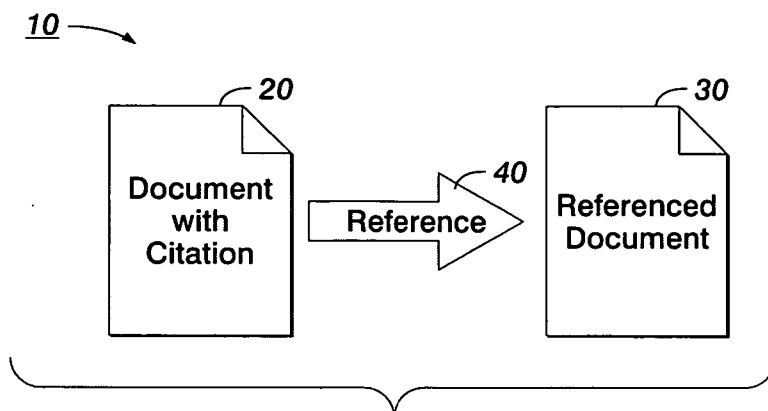 10
20
30
40
Document
with
Citation
Reference
Referenced
Document